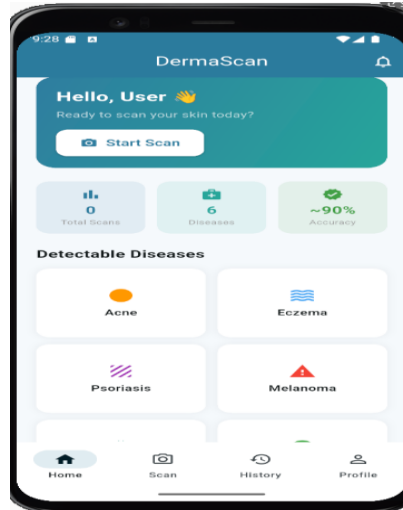 9:28
DermaScan
Hello, User 👋
Ready to scan your skin today?
Start Scan
0 6 ~90%
Total Scans Diseases Accuracy
Detectable Diseases
Acne Eczema
Psoriasis Melanoma
Home Scan History Profile